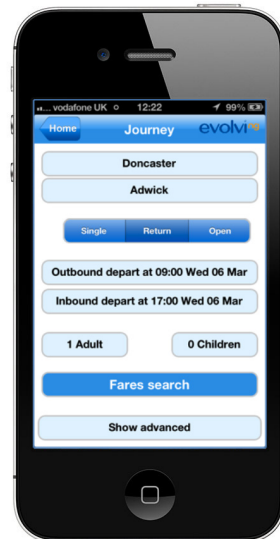 vodafone UK 12:22 99%
Home Journey evolvi
Doncaster
Adwick
Single Return Open
Outbound depart at 09:00 Wed 06 Mar
Inbound depart at 17:00 Wed 06 Mar
1 Adult 0 Children
Fares search
Show advanced